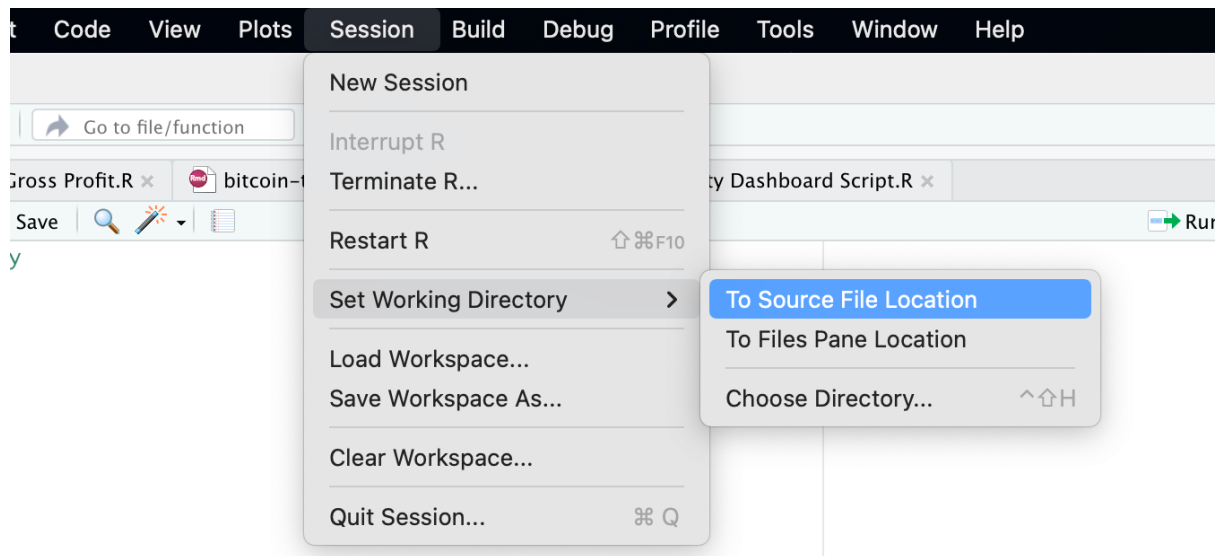 Code View Plots Session Build Debug Profile Tools Window Help
Go to file/function
New Session
Interrupt R
Gross Profit.R × Rmd bitcoin-t
Terminate R...
ty Dashboard Script.R ×
Save
Run
Restart R ⇧⌘F10
y
Set Working Directory >
To Source File Location
To Files Pane Location
Choose Directory... ^⇧H
Load Workspace...
Save Workspace As...
Clear Workspace...
Quit Session... ⌘ Q